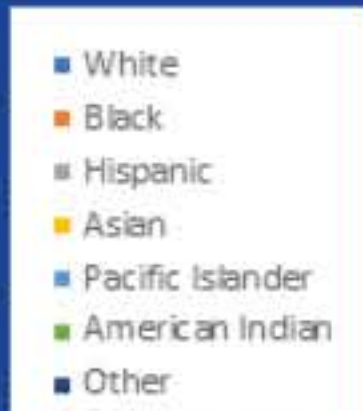 White
Black
Hispanic
Asian
Pacific Islander
American Indian
Other